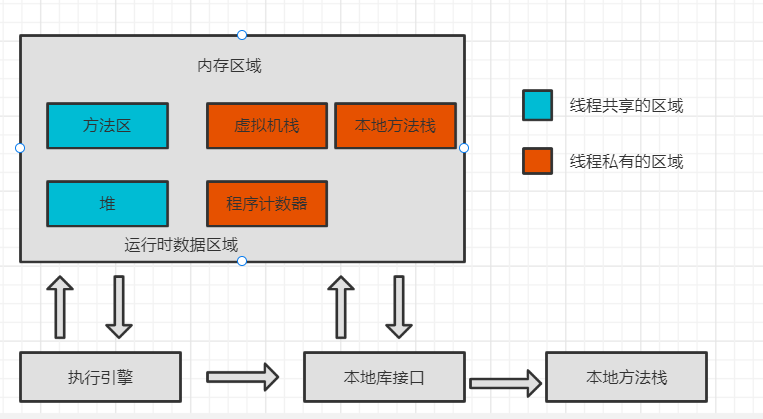 内存区域
方法区
虚拟机栈
本地方法栈
堆
程序计数器
运行时数据区域
线程共享的区域
线程私有的区域
执行引擎
本地库接口
本地方法栈